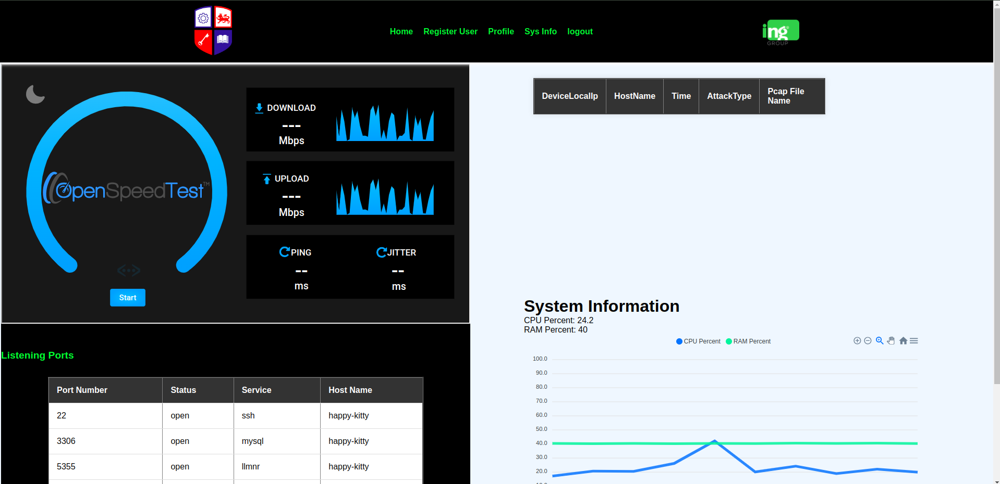 Home Register User Profile Sys Info logout
ing®
GROUP
DOWNLOAD
---
Mbps
UPLOAD
---
Mbps
OpenSpeedTest™
PING JITTER
-- --
ms ms
Start
DeviceLocalIp HostName Time AttackType Pcap File Name
Listening Ports
Port Number Status Service Host Name
22 open ssh happy-kitty
3306 open mysql happy-kitty
5355 open llmnr happy-kitty
System Information
CPU Percent: 24.2
RAM Percent: 40
CPU Percent RAM Percent
100.0
90.0
80.0
70.0
60.0
50.0
40.0
30.0
20.0